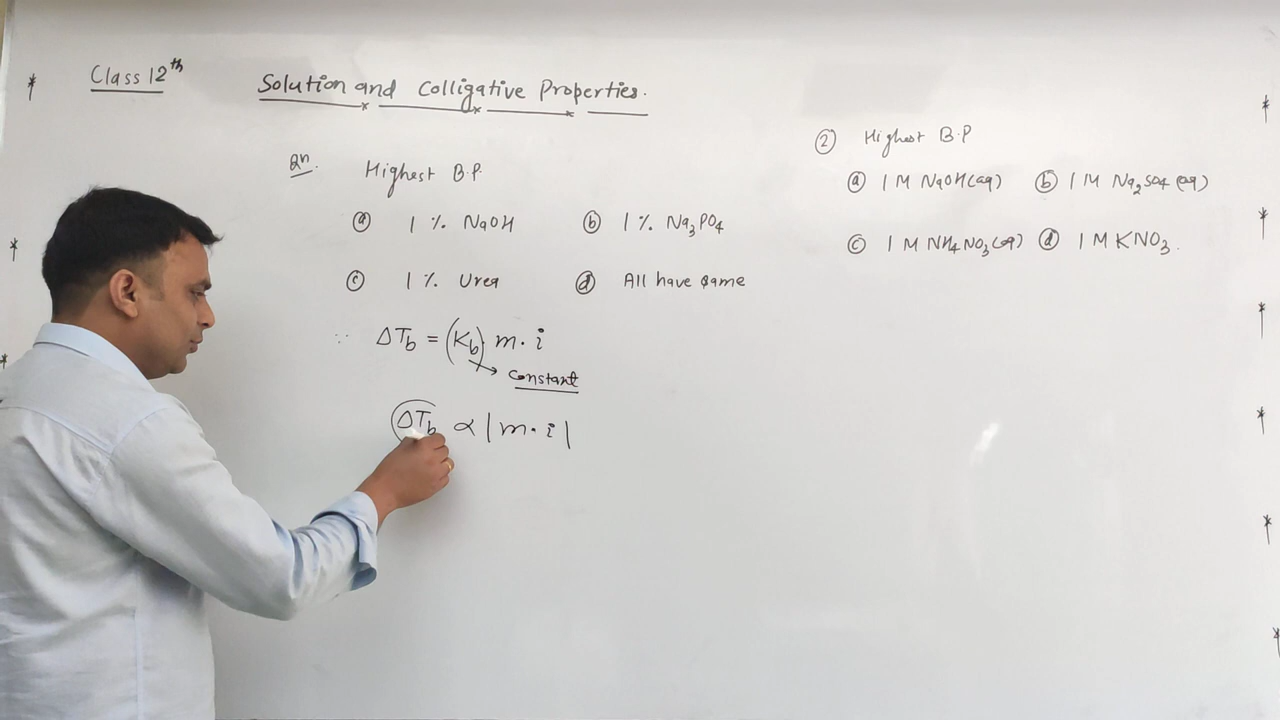 Class 12th
Solution and Colligative Properties.
Qn.
Highest B.P.
(a) 1 % NaOH (b) 1 % Na3PO4
(c) 1 % Urea (d) All have same
∵ ΔTb = (Kb) m. i
constant
ΔTb ∝ | m. i |
(2) Highest B.P
(a) 1 M NaOH(aq) (b) 1 M Na2SO4 (aq)
(c) 1 M NH4NO3(aq) (d) 1 M KNO3.